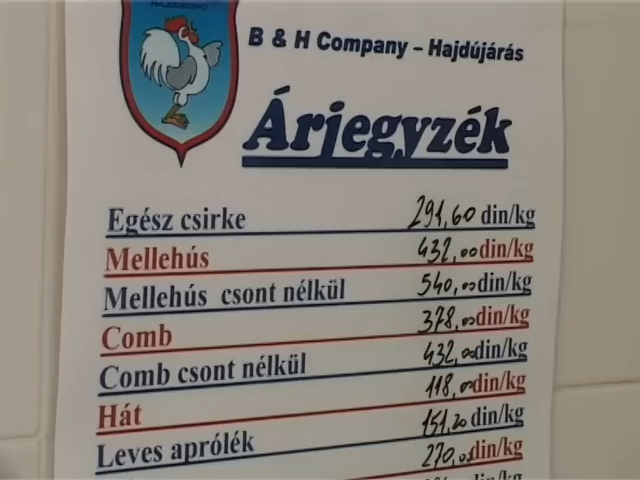 B & H Company – Hajdújárás
Árjegyzék
Egész csirke 291,60 din/kg
Mellehús 432,00 din/kg
Mellehús csont nélkül 540,00 din/kg
Comb 378,00 din/kg
Comb csont nélkül 432,00 din/kg
Hát 118,00 din/kg
Leves aprólék 151,20 din/kg
270,00 din/kg